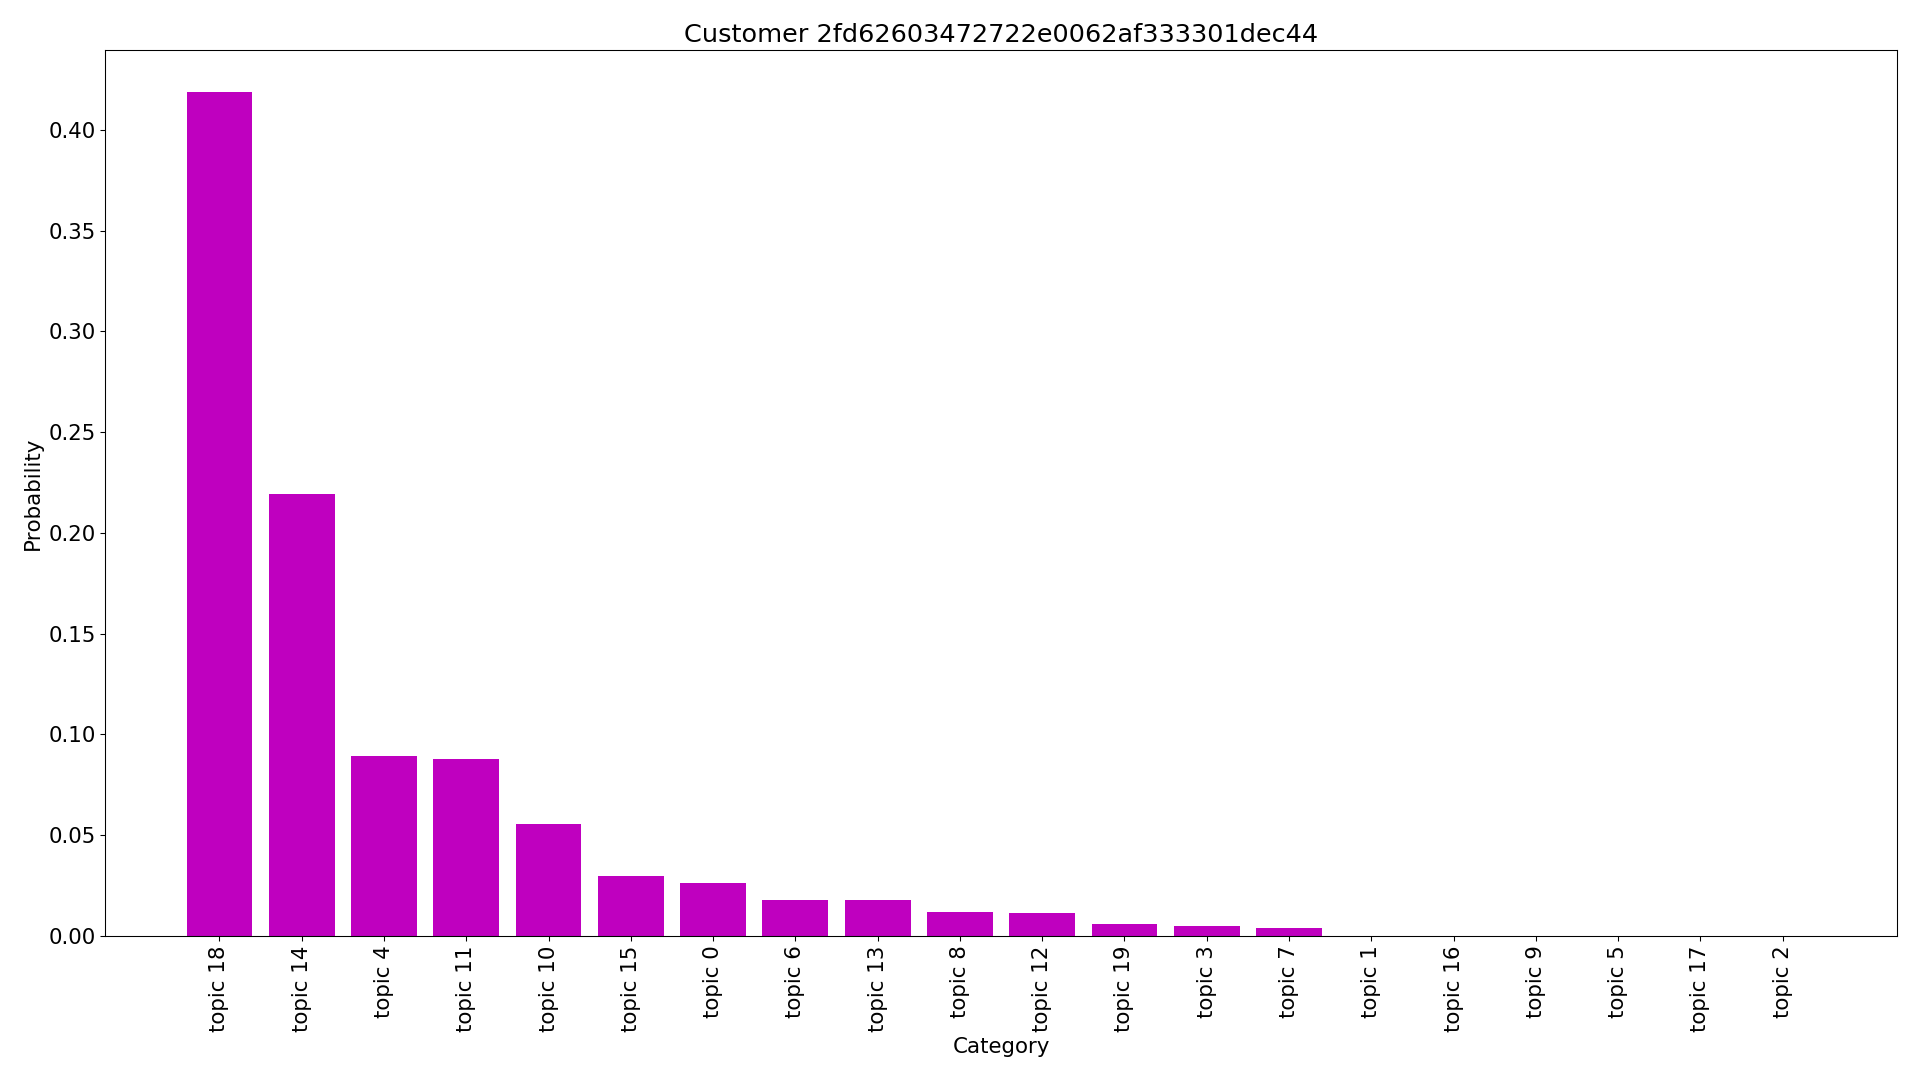 Customer 2fd62603472722e0062af333301dec44
Probability
0.40
0.35
0.30
0.25
0.20
0.15
0.10
0.05
0.00
topic 18
topic 14
topic 4
topic 11
topic 10
topic 15
topic 0
topic 6
topic 13
topic 8
topic 12
topic 19
topic 3
topic 7
topic 1
topic 16
topic 9
topic 5
topic 17
topic 2
Category